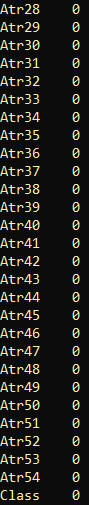 Atr28 0
Atr29 0
Atr30 0
Atr31 0
Atr32 0
Atr33 0
Atr34 0
Atr35 0
Atr36 0
Atr37 0
Atr38 0
Atr39 0
Atr40 0
Atr41 0
Atr42 0
Atr43 0
Atr44 0
Atr45 0
Atr46 0
Atr47 0
Atr48 0
Atr49 0
Atr50 0
Atr51 0
Atr52 0
Atr53 0
Atr54 0
Class 0